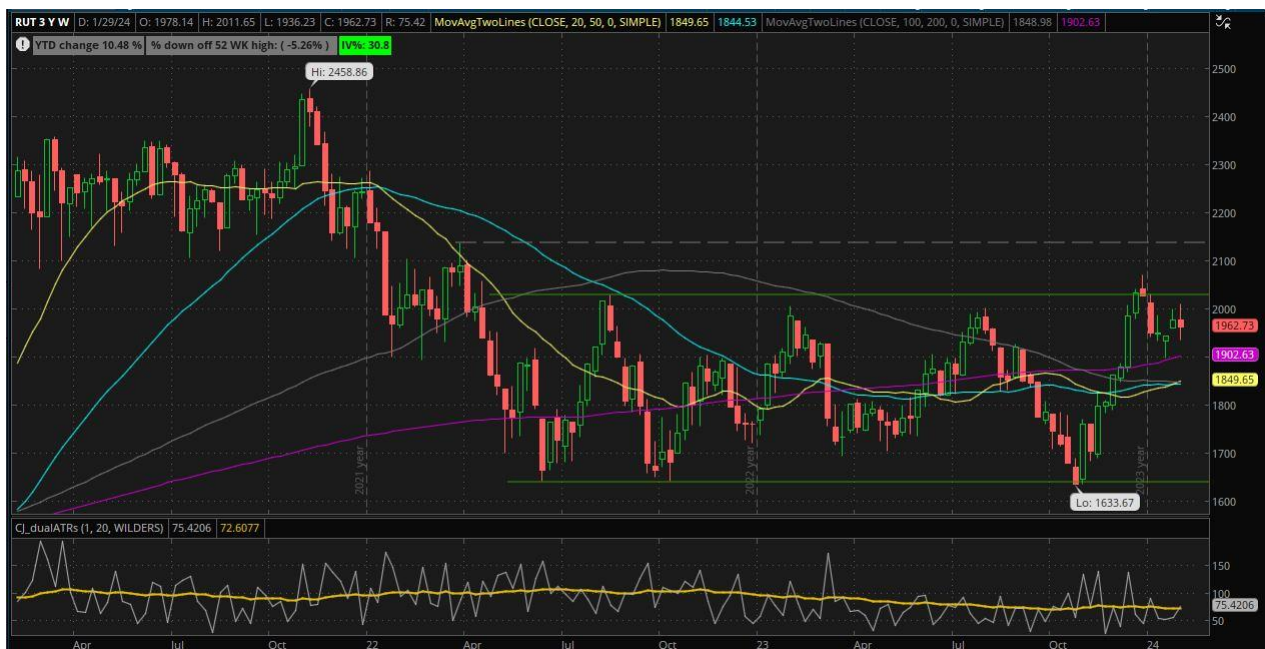 RUT 3 Y W D: 1/29/24 O: 1978.14 H: 2011.65 L: 1936.23 C: 1962.73 R: 75.42 MovAvgTwoLines (CLOSE, 20, 50, 0, SIMPLE) 1849.65 1844.53 MovAvgTwoLines (CLOSE, 100, 200, 0, SIMPLE) 1848.98 1902.63
! YTD change 10.48 % % down off 52 WK high: ( -5.26% ) IV%: 30.8
Hi: 2458.86
2500
2400
2300
2200
2100
2000
1962.73
1902.63
1849.65
1800
1700
1600
2021 year
2022 year
2023 year
Lo: 1633.67
CJ_dualATRs (1, 20, WILDERS) 75.4206 72.6077
150
100
75.4206
50
Apr Jul Oct 22 Apr Jul Oct 23 Apr Jul Oct 24